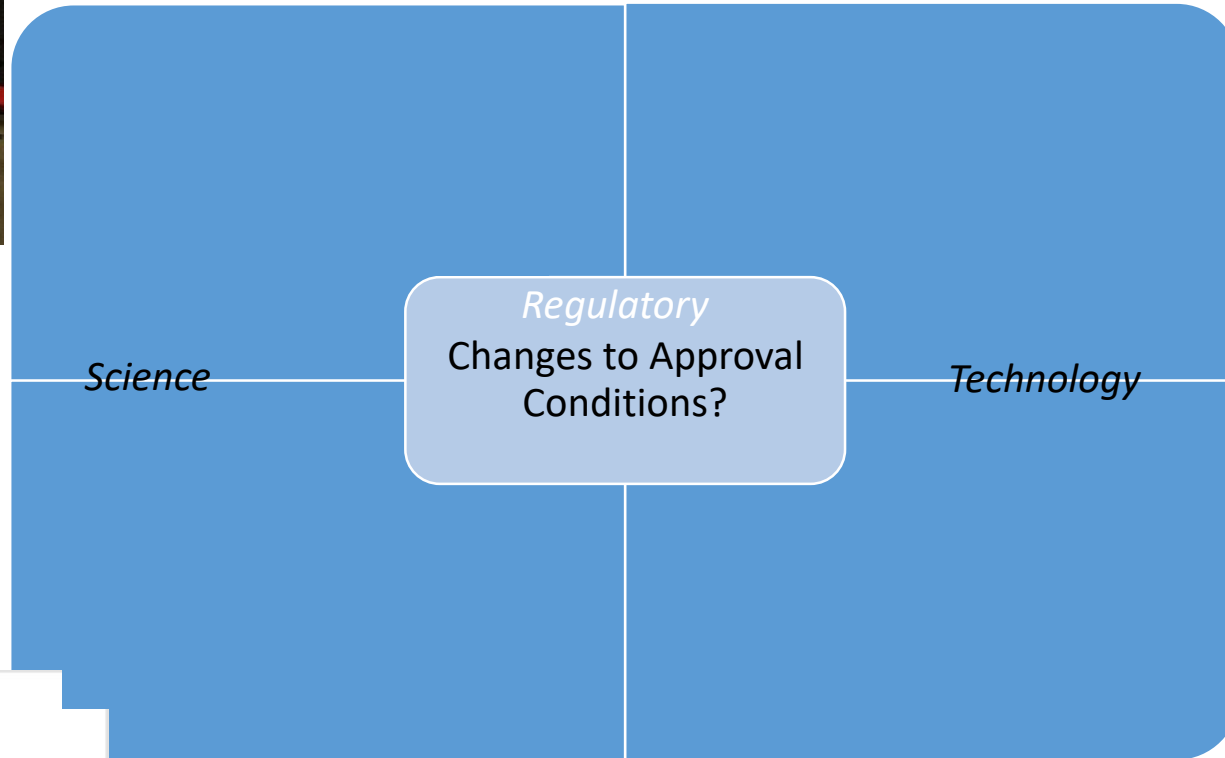 Regulatory
Changes to Approval
Conditions?
Science
Technology